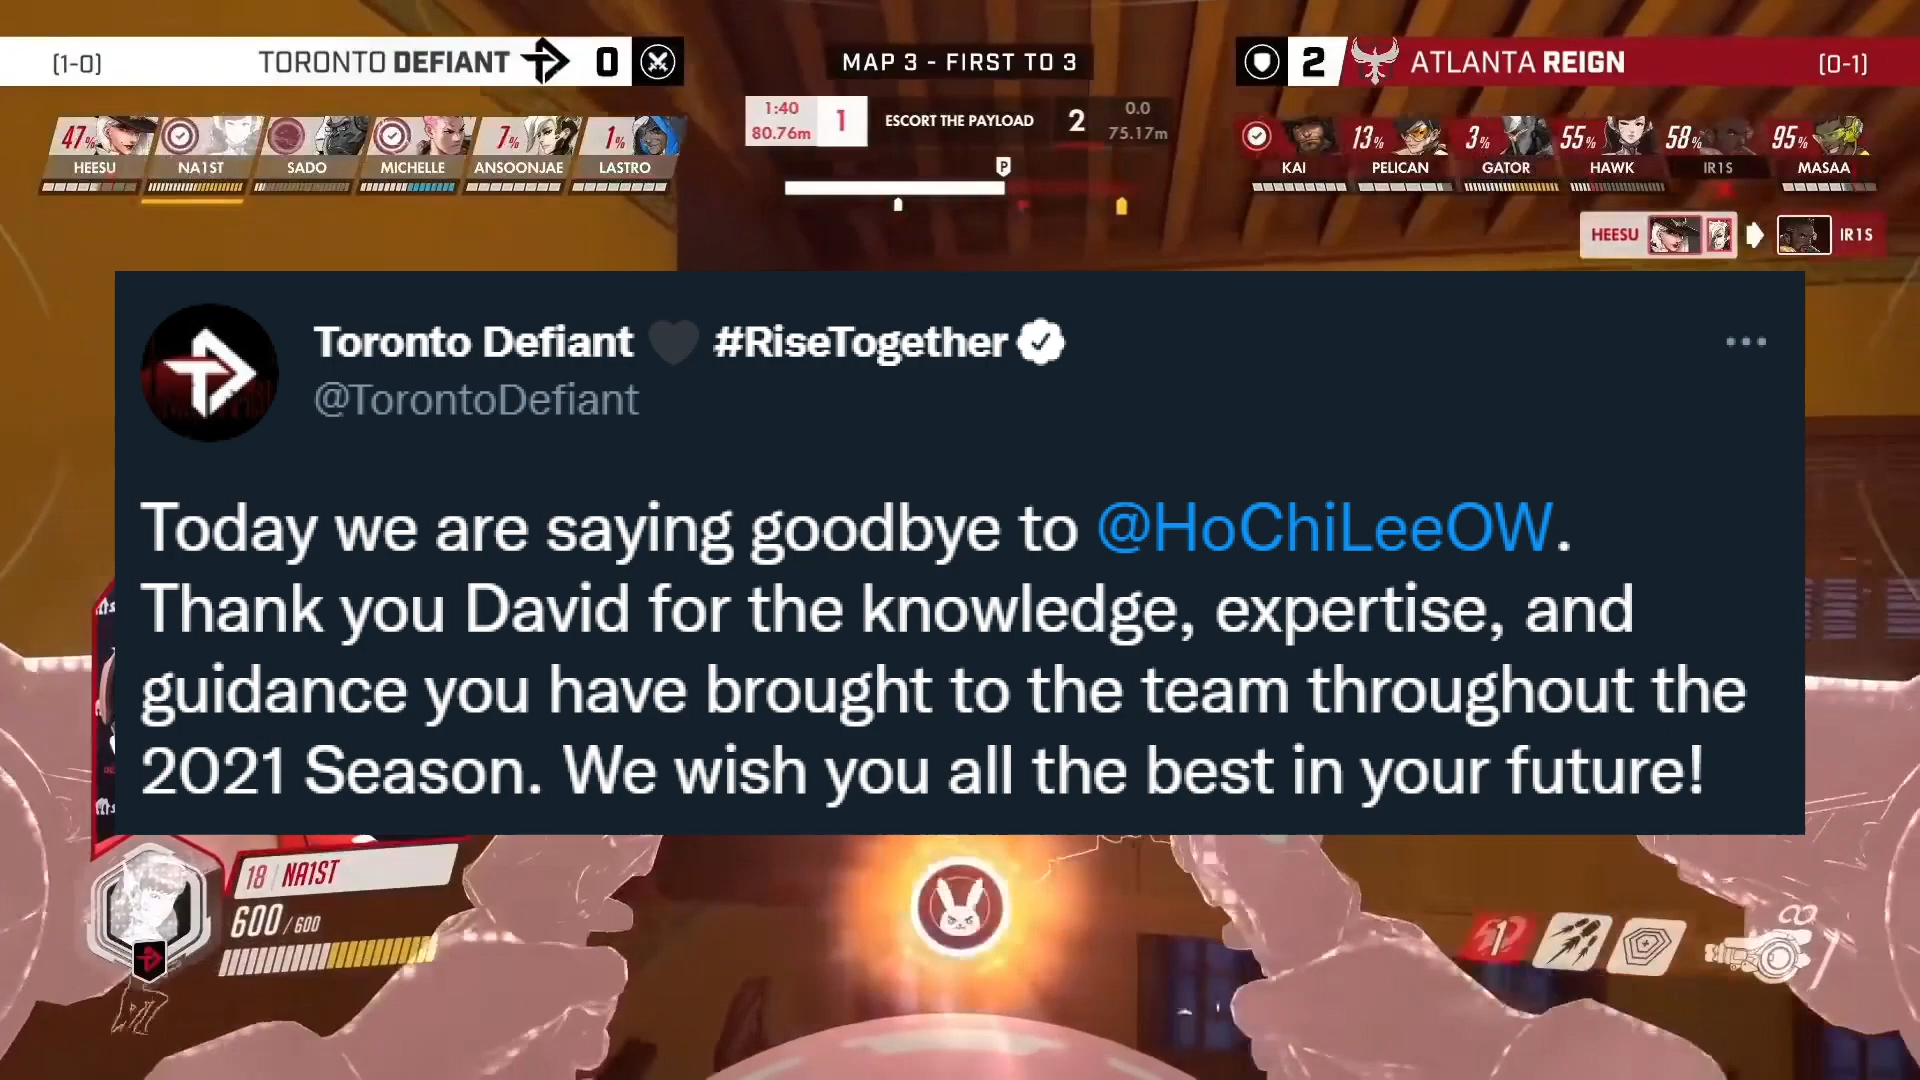 [1-0] TORONTO DEFIANT 0 MAP 3 - FIRST TO 3 2 ATLANTA REIGN [0-1]
1:40 80.76m 1 ESCORT THE PAYLOAD 2 0.0 75.17m
47% 7% 1% 13% 3% 55% 58% 95%
HEESU NA1ST SADO MICHELLE ANSOONJAE LASTRO KAI PELICAN GATOR HAWK IR1S MASAA
P
HEESU IR1S
Toronto Defiant 🖤 #RiseTogether
@TorontoDefiant
Today we are saying goodbye to @HoChiLeeOW.
Thank you David for the knowledge, expertise, and
guidance you have brought to the team throughout the
2021 Season. We wish you all the best in your future!
18 NA1ST
600 / 600
1